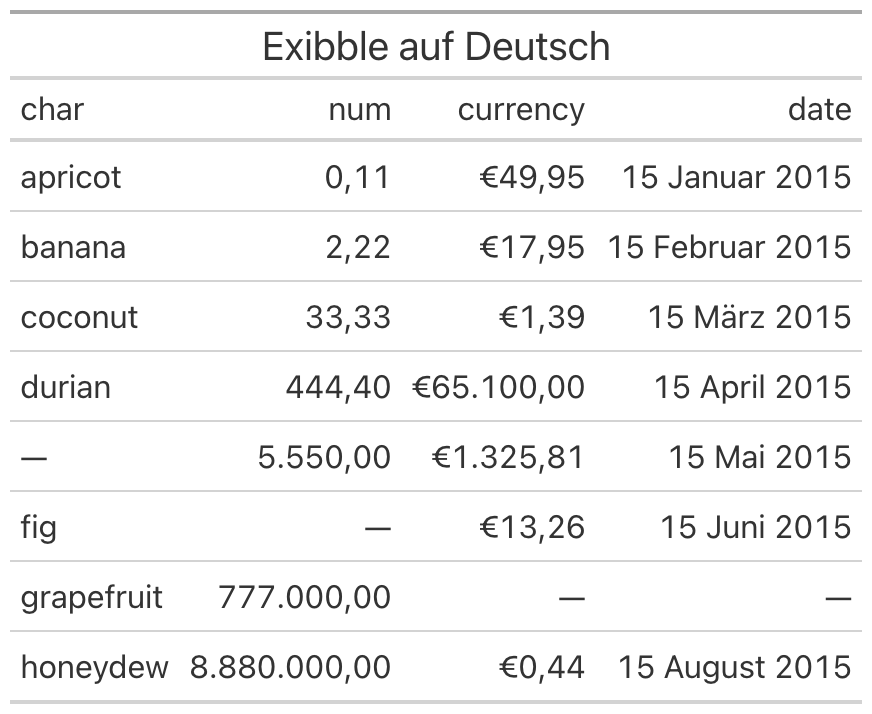 Exibble auf Deutsch
char num currency date
apricot 0,11 €49,95 15 Januar 2015
banana 2,22 €17,95 15 Februar 2015
coconut 33,33 €1,39 15 März 2015
durian 444,40 €65.100,00 15 April 2015
— 5.550,00 €1.325,81 15 Mai 2015
fig — €13,26 15 Juni 2015
grapefruit 777.000,00 — —
honeydew 8.880.000,00 €0,44 15 August 2015